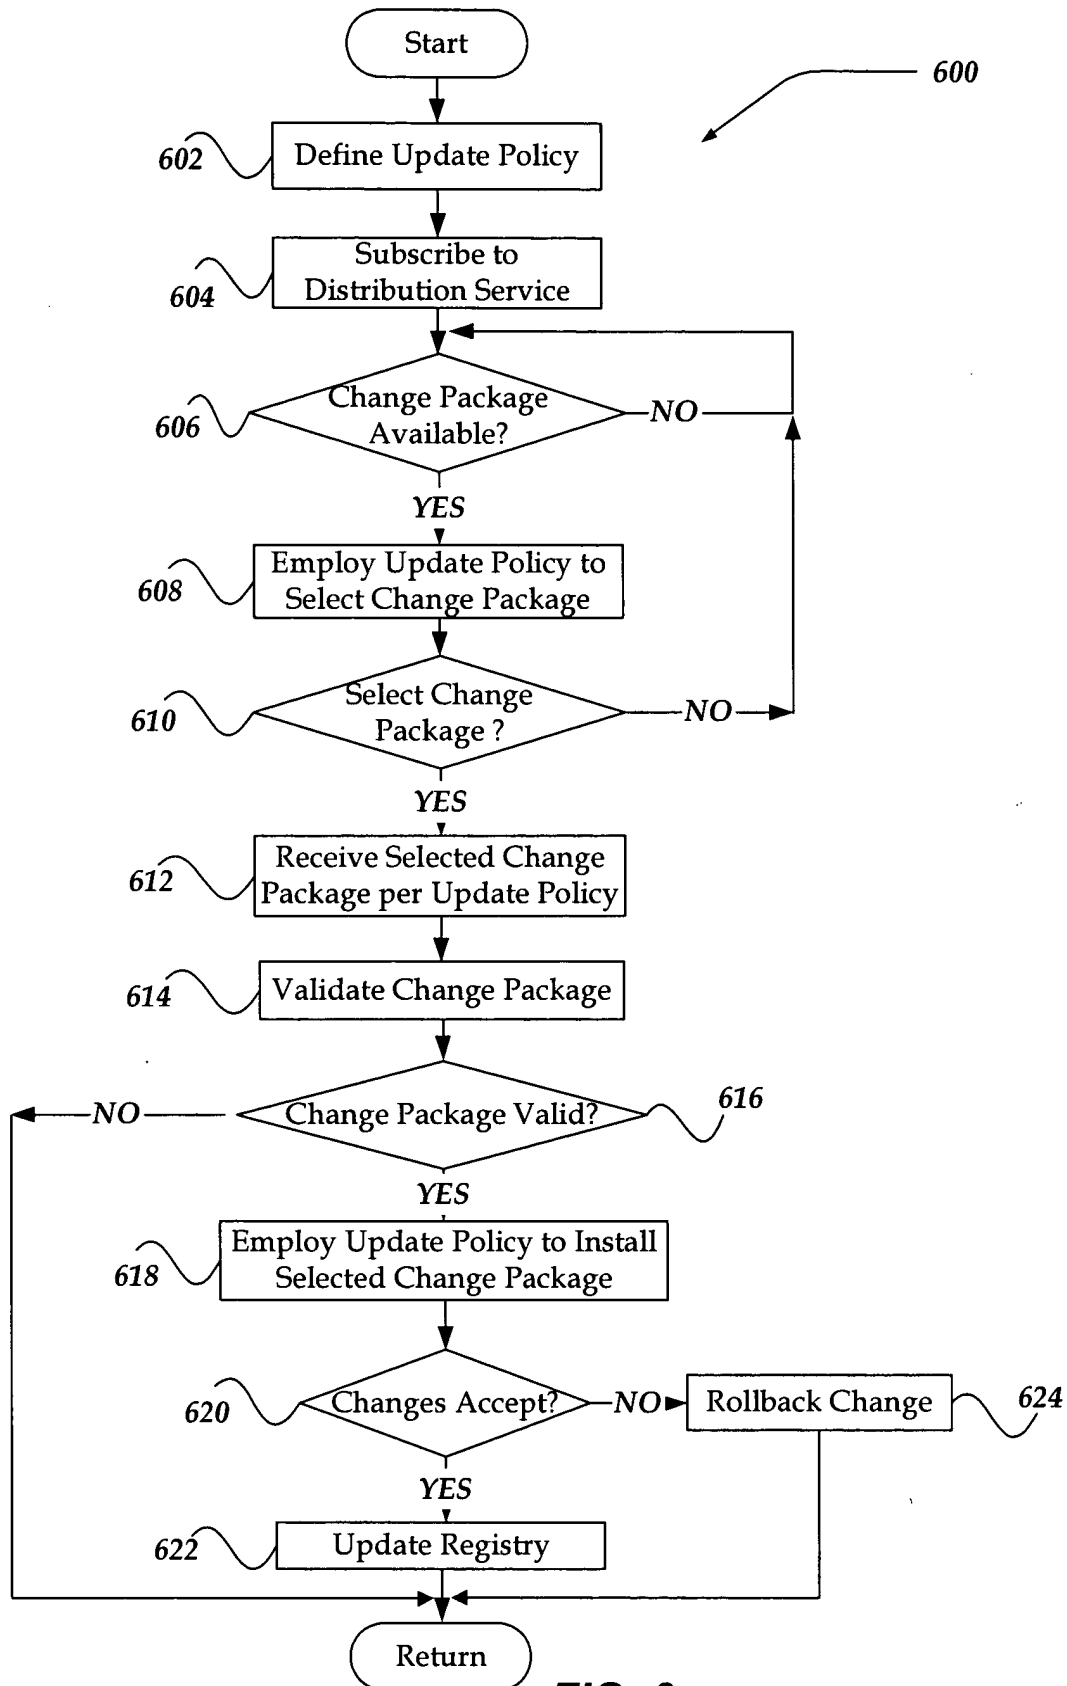 Start
600
602
Define Update Policy
604
Subscribe to
Distribution Service
606
Change Package
Available?
NO
YES
608
Employ Update Policy to
Select Change Package
610
Select Change
Package ?
NO
YES
612
Receive Selected Change
Package per Update Policy
614
Validate Change Package
NO
Change Package Valid?
616
YES
618
Employ Update Policy to Install
Selected Change Package
620
Changes Accept?
NO
Rollback Change
624
YES
622
Update Registry
Return